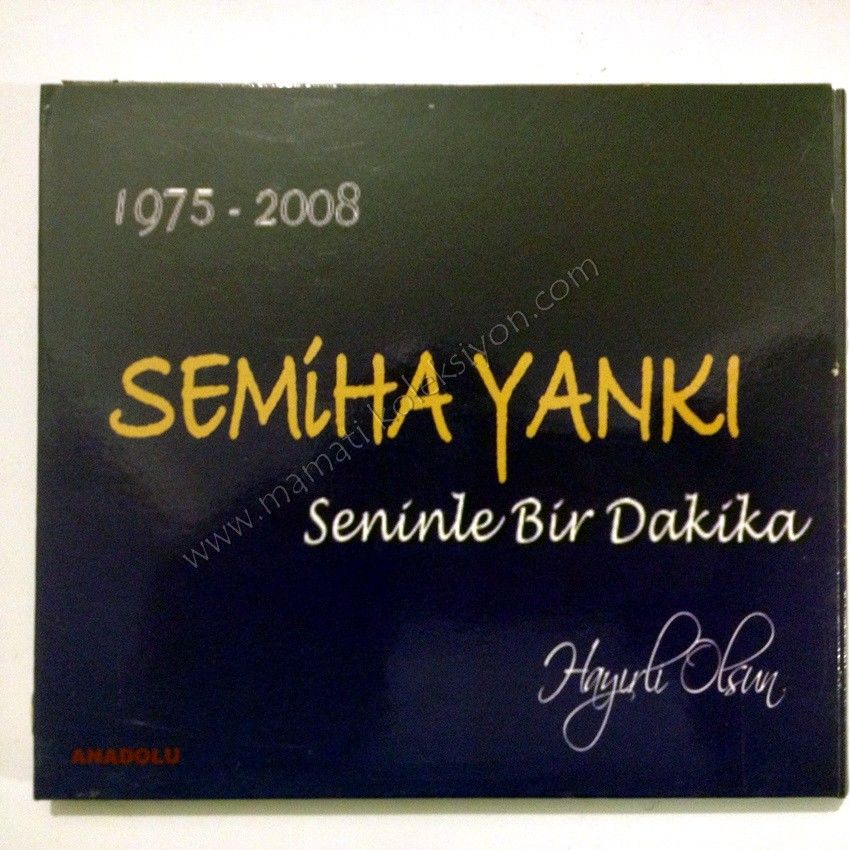 1975 - 2008
SEMİHA YANKI
www.mamatikoleksiyon.com
Seninle Bir Dakika
Hayırlı Olsun
ANADOLU